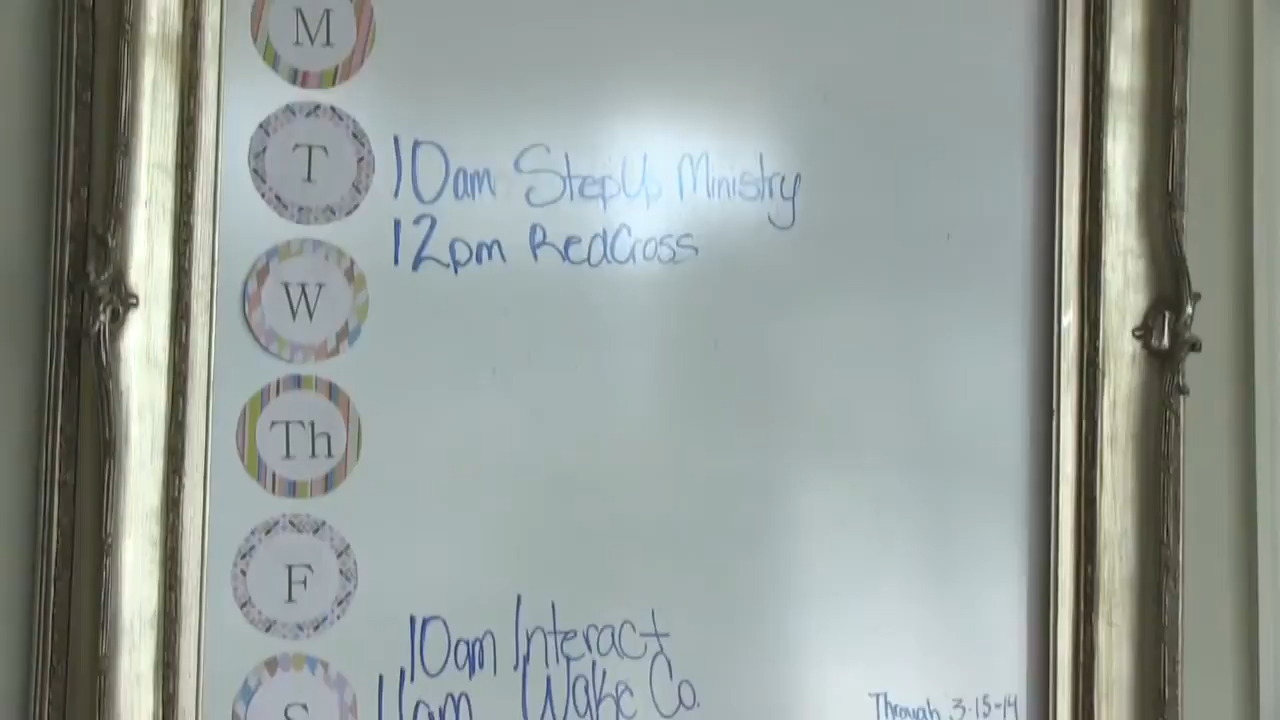 M
T
10am StepUp Ministry
12pm RedCross
W
Th
F
10am Interact
S
11am Wake Co.
Through 3-15-14